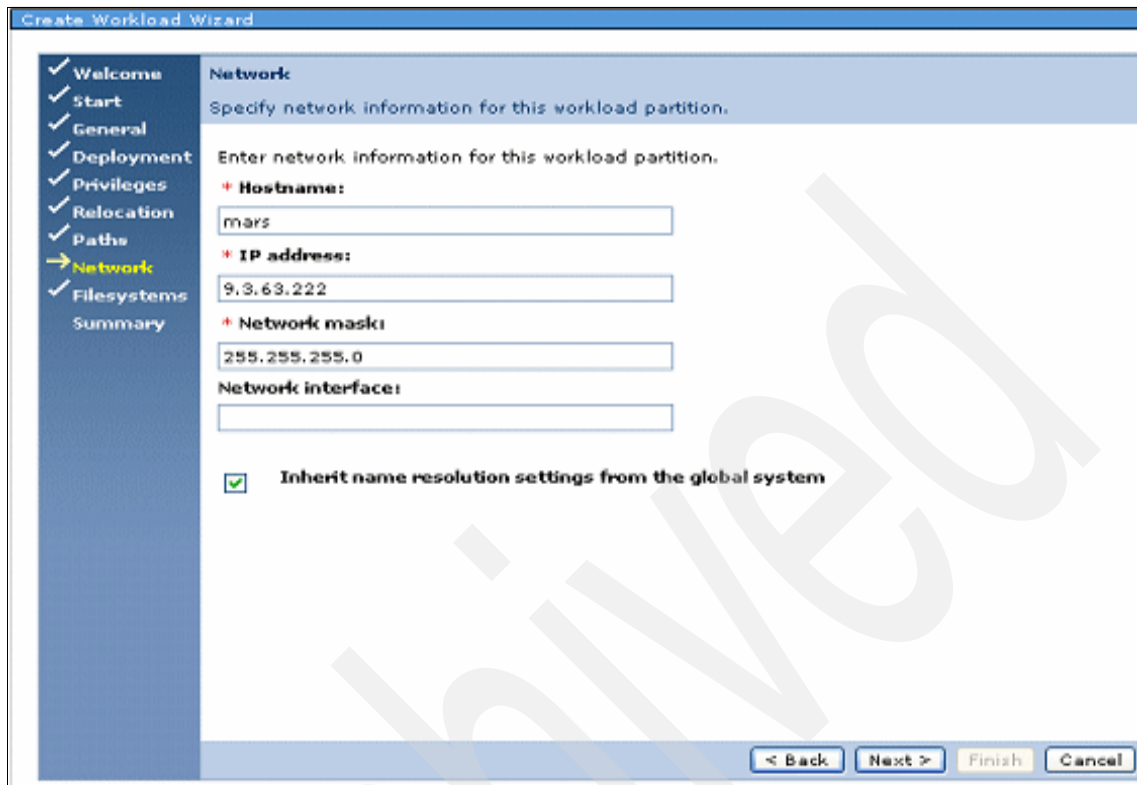 Create Workload Wizard
Welcome
Start
General
Deployment
Privileges
Relocation
Paths
Network
Filesystems
Summary
Network
Specify network information for this workload partition.
Enter network information for this workload partition.
* Hostname:
mars
* IP address:
9.3.63.222
* Network mask:
255.255.255.0
Network interface:
Inherit name resolution settings from the global system
< Back Next > Finish Cancel
hived